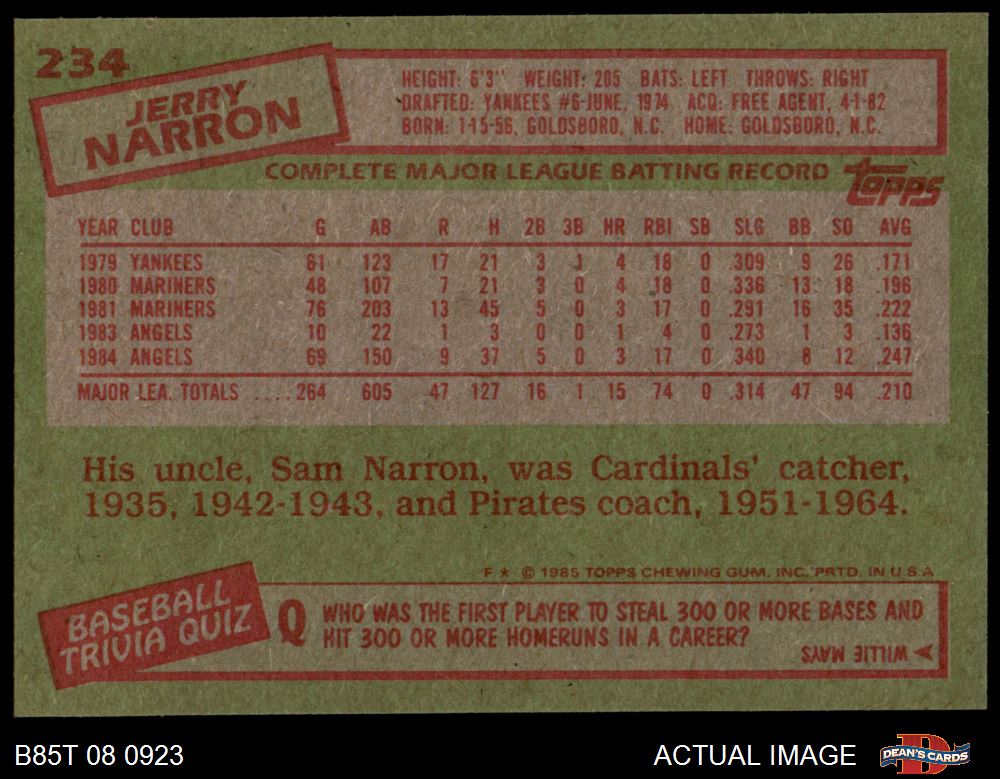 234
JERRY
NARRON
HEIGHT: 6'3" WEIGHT: 205 BATS: LEFT THROWS: RIGHT
DRAFTED: YANKEES #6-JUNE, 1974 ACQ: FREE AGENT, 4-1-82
BORN: 1-15-56, GOLDSBORO, N.C. HOME: GOLDSBORO, N.C.
COMPLETE MAJOR LEAGUE BATTING RECORD topps
YEAR CLUB G AB R H 2B 3B HR RBI SB SLG BB SO AVG
1979 YANKEES 61 123 17 21 3 1 4 18 0 .309 9 26 .171
1980 MARINERS 48 107 7 21 3 0 4 18 0 .336 13 18 .196
1981 MARINERS 76 203 13 45 5 0 3 17 0 .291 16 35 .222
1983 ANGELS 10 22 1 3 0 0 1 4 0 .273 1 3 .136
1984 ANGELS 69 150 9 37 5 0 3 17 0 .340 8 12 .247
MAJOR LEA. TOTALS .... 264 605 47 127 16 1 15 74 0 .314 47 94 .210
His uncle, Sam Narron, was Cardinals' catcher,
1935, 1942-1943, and Pirates coach, 1951-1964.
F ★ © 1985 TOPPS CHEWING GUM, INC. PRTD. IN U.S.A
BASEBALL
TRIVIA QUIZ
Q WHO WAS THE FIRST PLAYER TO STEAL 300 OR MORE BASES AND
HIT 300 OR MORE HOMERUNS IN A CAREER?
A WILLIE MAYS
B85T 08 0923 ACTUAL IMAGE DEAN'S CARDS